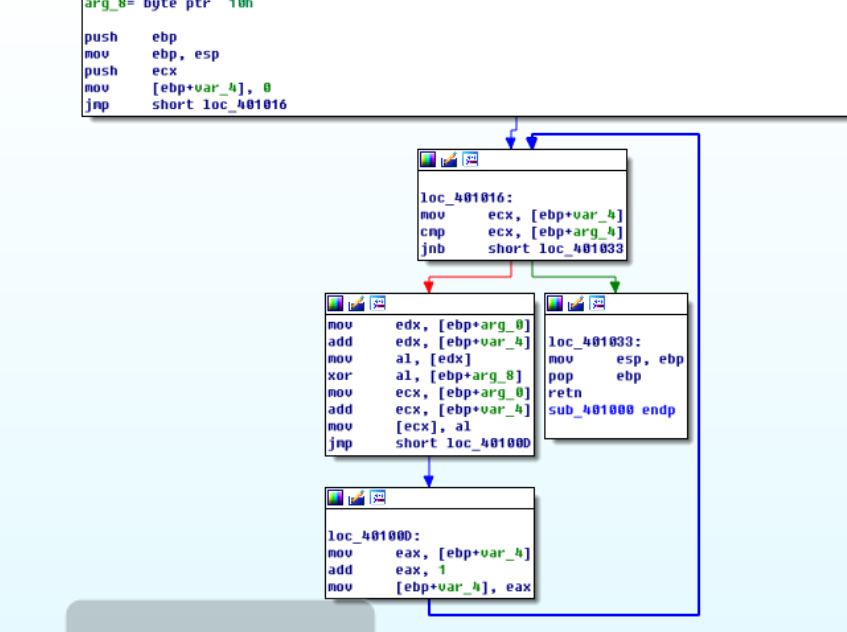 arg_8= byte ptr  10h
push    ebp
mov     ebp, esp
push    ecx
mov     [ebp+var_4], 0
jmp     short loc_401016
loc_401016:
mov     ecx, [ebp+var_4]
cmp     ecx, [ebp+arg_4]
jnb     short loc_401033
mov     edx, [ebp+arg_0]
add     edx, [ebp+var_4]
mov     al, [edx]
xor     al, [ebp+arg_8]
mov     ecx, [ebp+arg_0]
add     ecx, [ebp+var_4]
mov     [ecx], al
jmp     short loc_40100D
loc_401033:
mov     esp, ebp
pop     ebp
retn
sub_401000 endp
loc_40100D:
mov     eax, [ebp+var_4]
add     eax, 1
mov     [ebp+var_4], eax